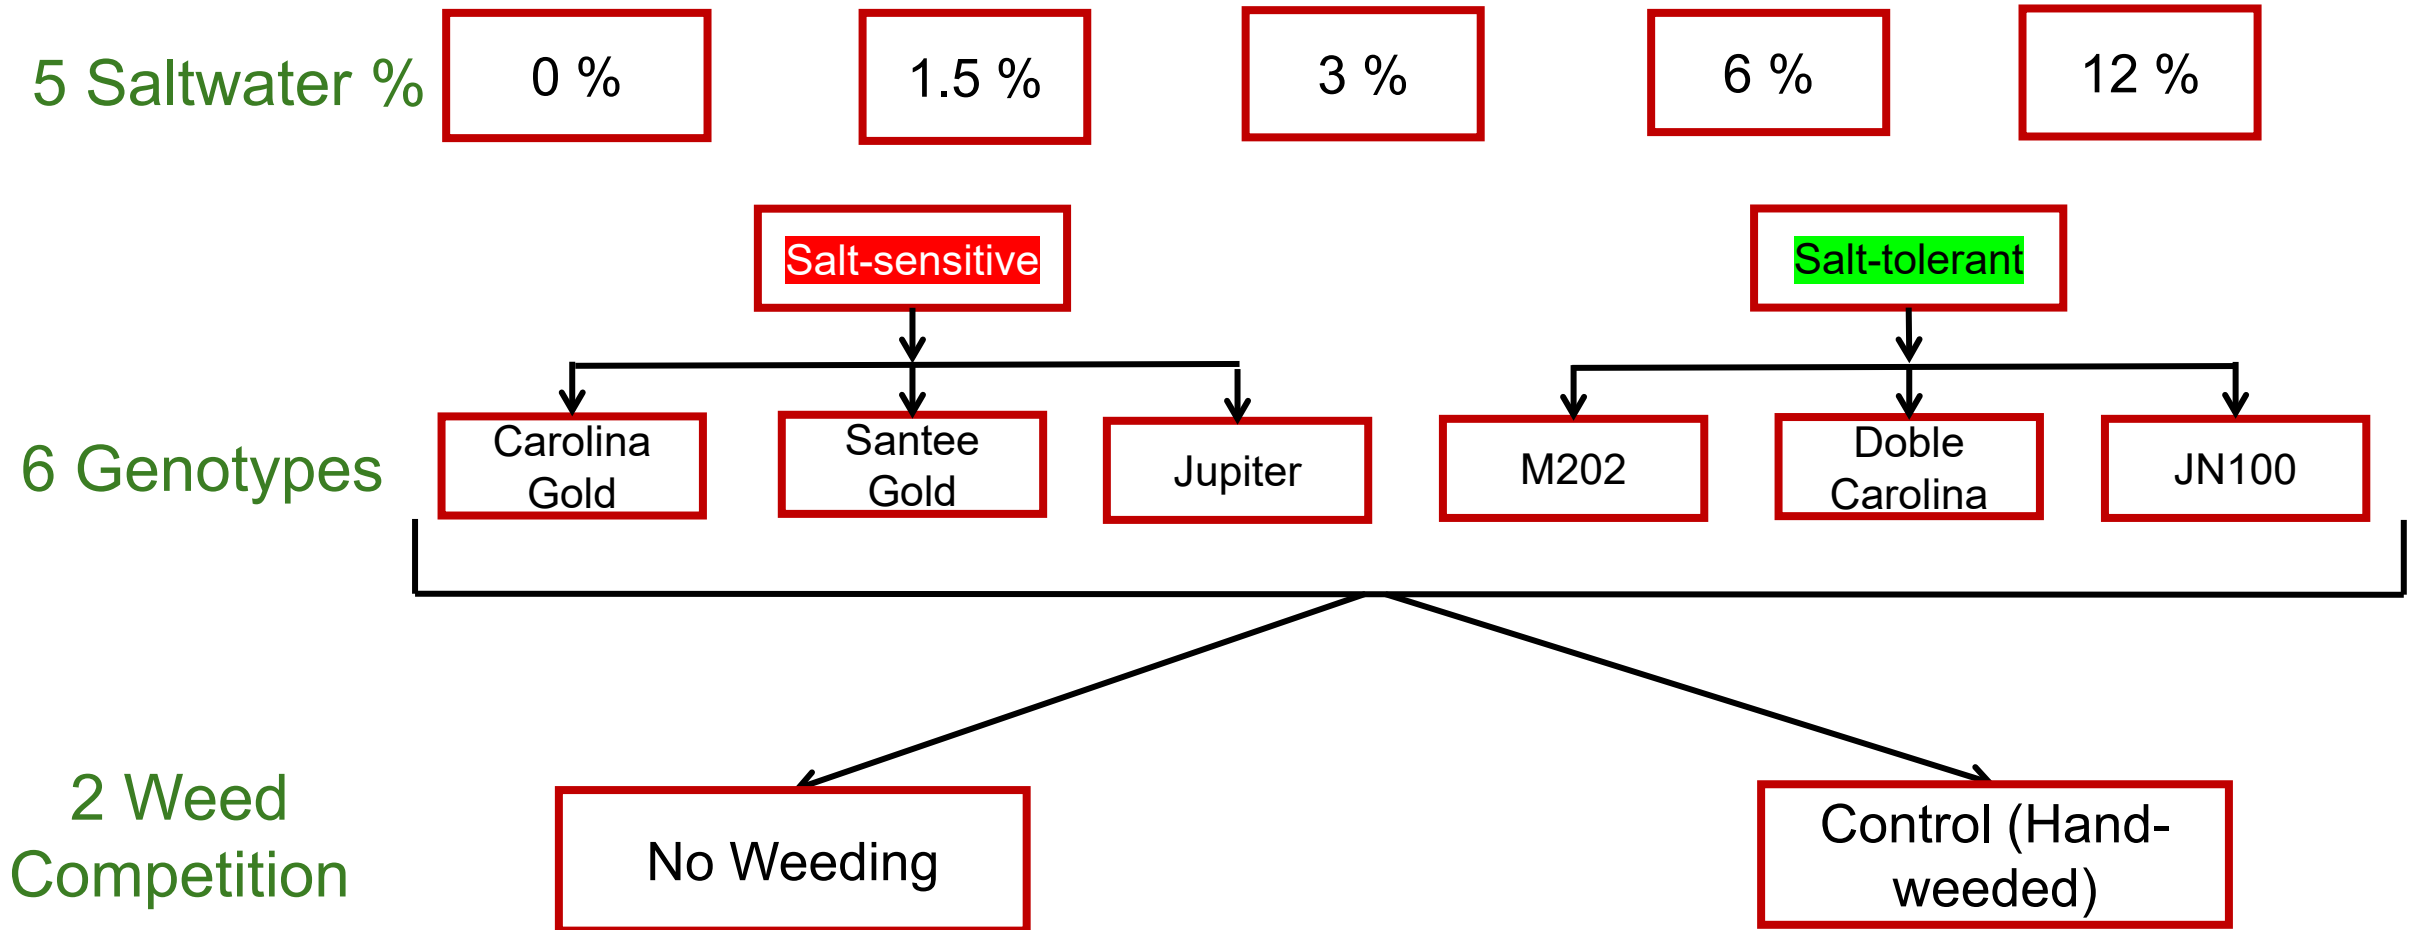 5 Saltwater %
0 %
1.5 %
3 %
6 %
12 %
Salt-sensitive
Salt-tolerant
6 Genotypes
Carolina
Gold
Santee
Gold
Jupiter
M202
Doble
Carolina
JN100
2 Weed
Competition
No Weeding
Control (Hand-
weeded)